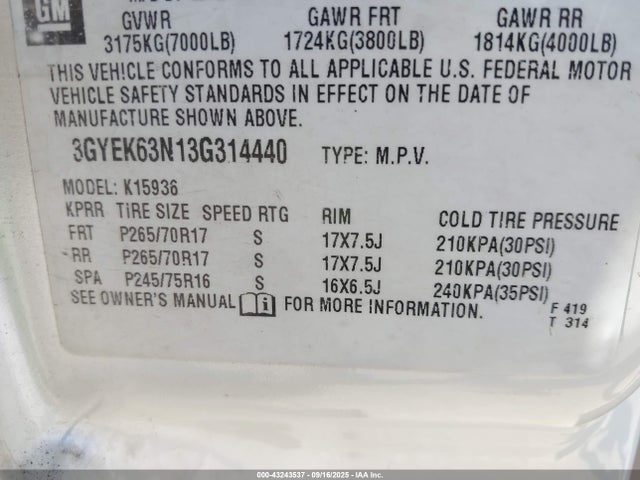 GM
GVWR GAWR FRT GAWR RR
3175KG(7000LB) 1724KG(3800LB) 1814KG(4000LB)
THIS VEHICLE CONFORMS TO ALL APPLICABLE U.S. FEDERAL MOTOR
VEHICLE SAFETY STANDARDS IN EFFECT ON THE DATE OF
MANUFACTURE SHOWN ABOVE.
3GYEK63N13G314440 TYPE: M.P.V.
MODEL: K15936
KPRR TIRE SIZE SPEED RTG RIM COLD TIRE PRESSURE
FRT P265/70R17 S 17X7.5J 210KPA(30PSI)
RR P265/70R17 S 17X7.5J 210KPA(30PSI)
SPA P245/75R16 S 16X6.5J 240KPA(35PSI)
SEE OWNER'S MANUAL i FOR MORE INFORMATION.
F 419
T 314
000-43243537 - 09/16/2025 - IAA Inc.